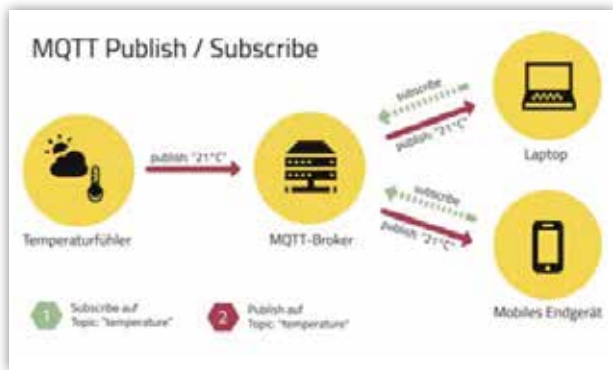 MQTT Publish / Subscribe
subscribe
publish: "21°C"
Laptop
publish: "21°C"
Temperaturfühler
MQTT-Broker
subscribe
publish: "21°C"
Mobiles Endgerät
1
Subscribe auf
Topic: "temperature"
2
Publish auf
Topic: "temperature"